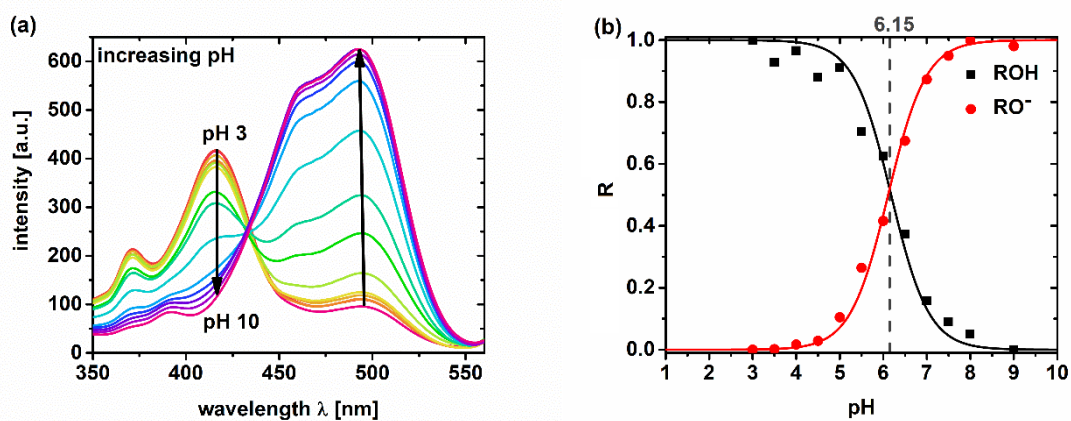 (a)
increasing pH
pH 3
pH 10
intensity [a.u.]
600
500
400
300
200
100
0
350
400
450
500
550
wavelength λ [nm]
(b)
6.15
ROH
RO⁻
R
1.0
0.8
0.6
0.4
0.2
0.0
1
2
3
4
5
6
7
8
9
10
pH